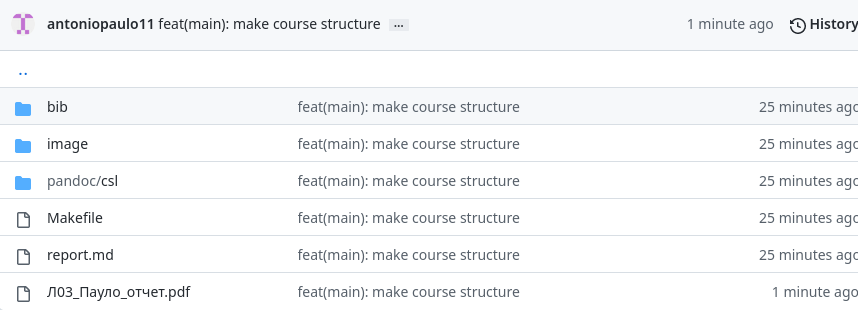 antoniopaulo11 feat(main): make course structure ... 1 minute ago History
..
bib feat(main): make course structure 25 minutes ago
image feat(main): make course structure 25 minutes ago
pandoc/csl feat(main): make course structure 25 minutes ago
Makefile feat(main): make course structure 25 minutes ago
report.md feat(main): make course structure 25 minutes ago
Л03_Пауло_отчет.pdf feat(main): make course structure 1 minute ago